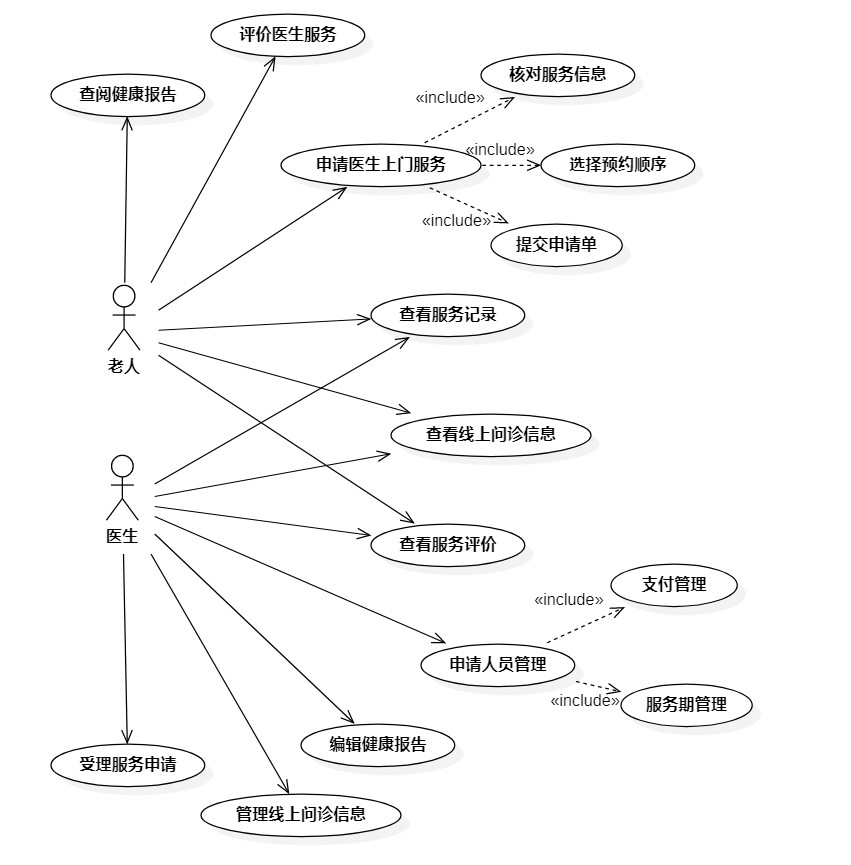 评价医生服务
查阅健康报告
核对服务信息
«include»
申请医生上门服务
«include»
选择预约顺序
«include»
提交申请单
查看服务记录
老人
查看线上问诊信息
医生
查看服务评价
支付管理
«include»
申请人员管理
«include»
服务期管理
编辑健康报告
受理服务申请
管理线上问诊信息